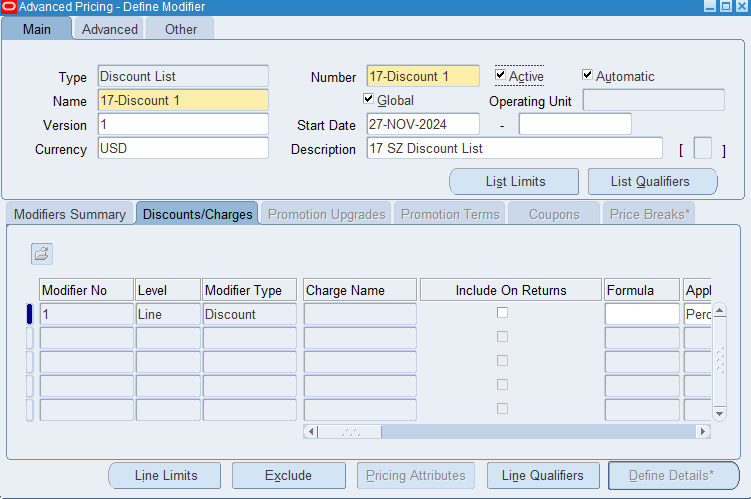 Advanced Pricing - Define Modifier
Main Advanced Other
Type Discount List Number 17-Discount 1 Active Automatic
Name 17-Discount 1 Global Operating Unit
Version 1 Start Date 27-NOV-2024 -
Currency USD Description 17 SZ Discount List [ ]
List Limits List Qualifiers
Modifiers Summary Discounts/Charges Promotion Upgrades Promotion Terms Coupons Price Breaks*
Modifier No Level Modifier Type Charge Name Include On Returns Formula Appl
1 Line Discount Perc
Line Limits Exclude Pricing Attributes Line Qualifiers Define Details*